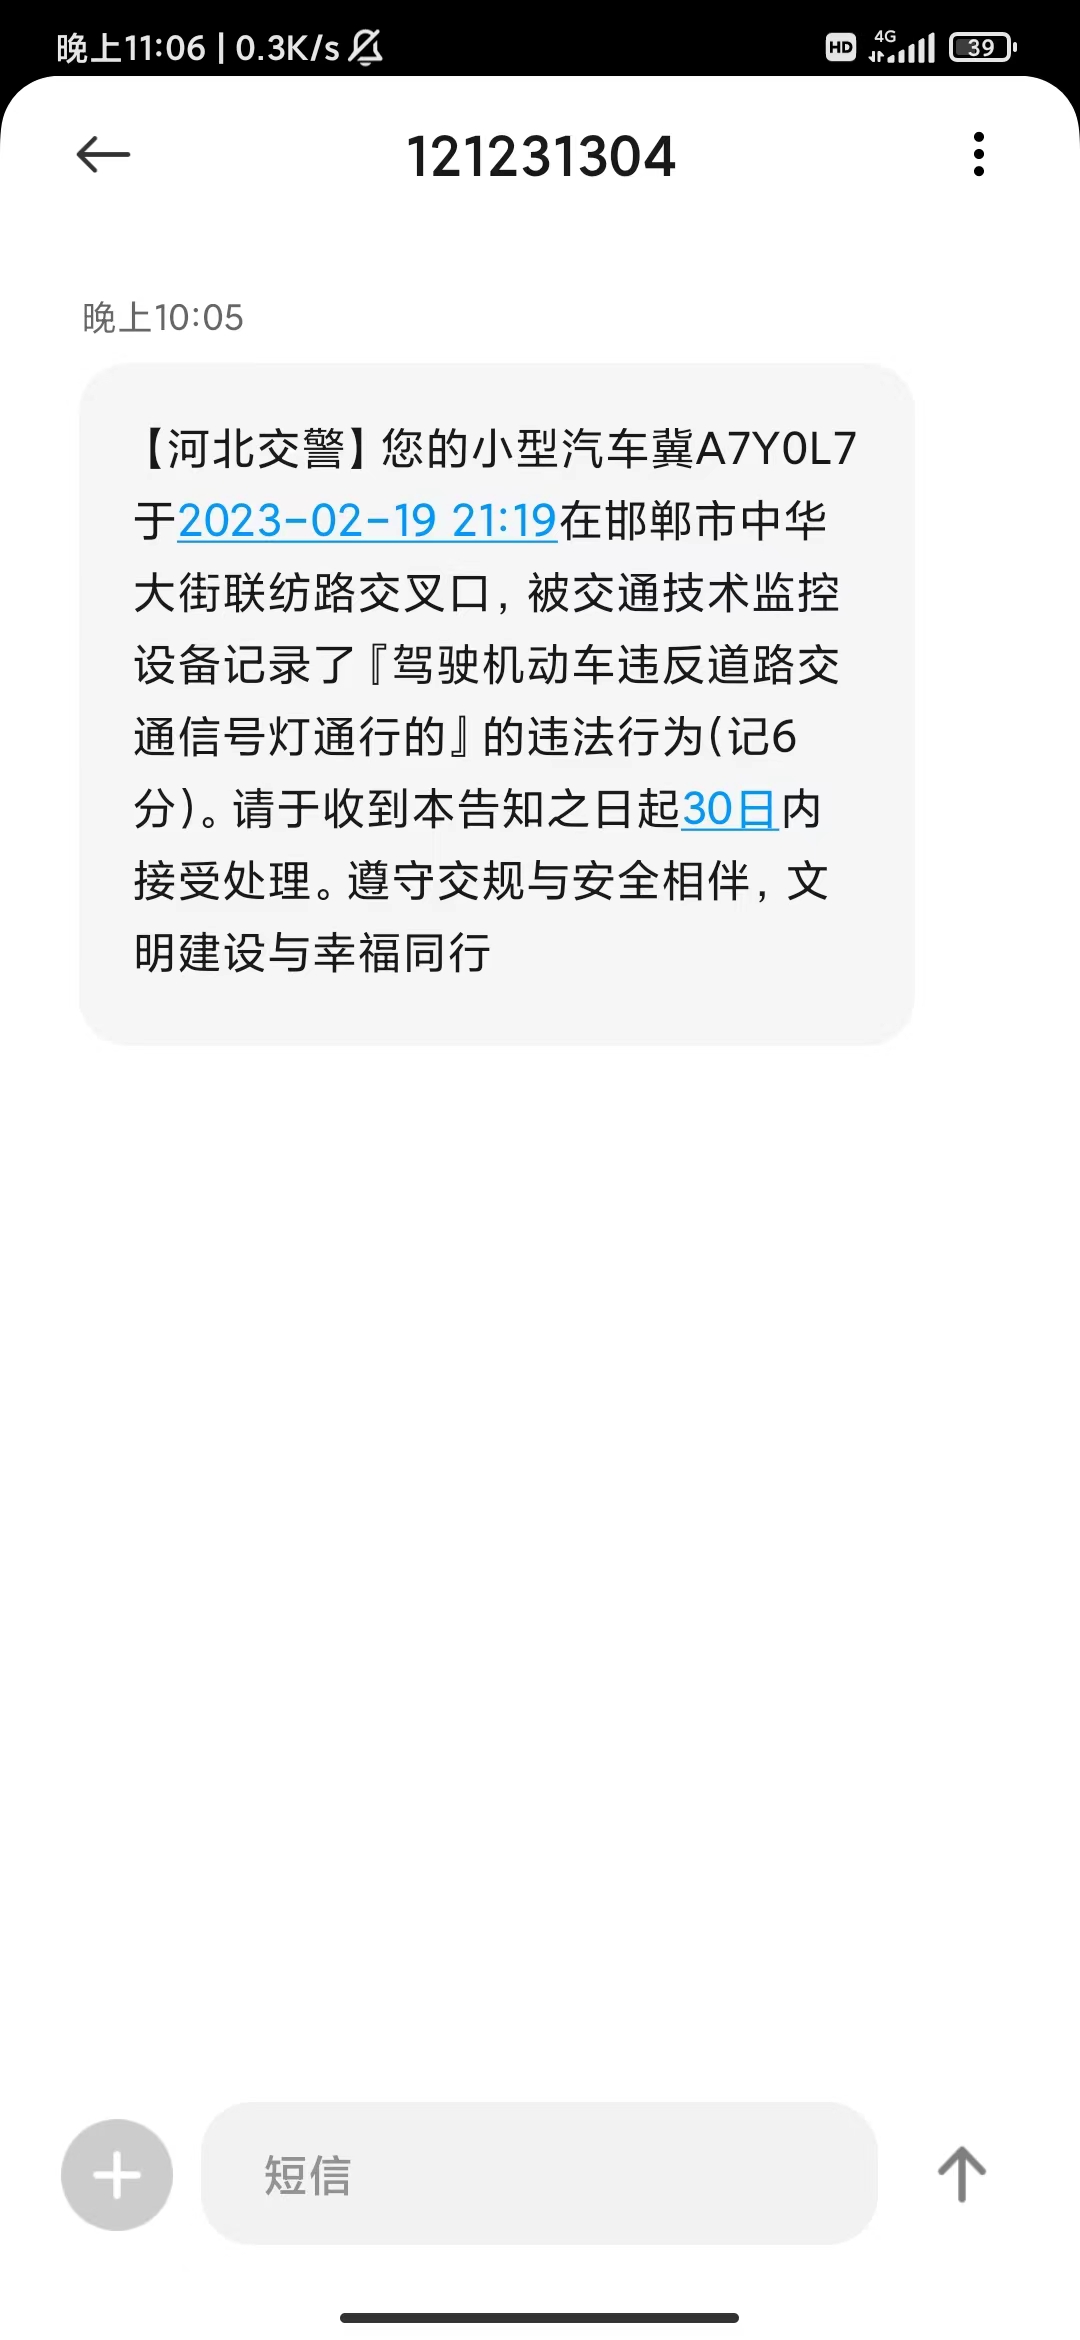 晚上11:06 | 0.3K/s HD 4G 39
121231304
晚上10:05
【河北交警】您的小型汽车冀A7Y0L7
于2023-02-19 21:19在邯郸市中华
大街联纺路交叉口，被交通技术监控
设备记录了『驾驶机动车违反道路交
通信号灯通行的』的违法行为(记6
分)。请于收到本告知之日起30日内
接受处理。遵守交规与安全相伴，文
明建设与幸福同行
短信